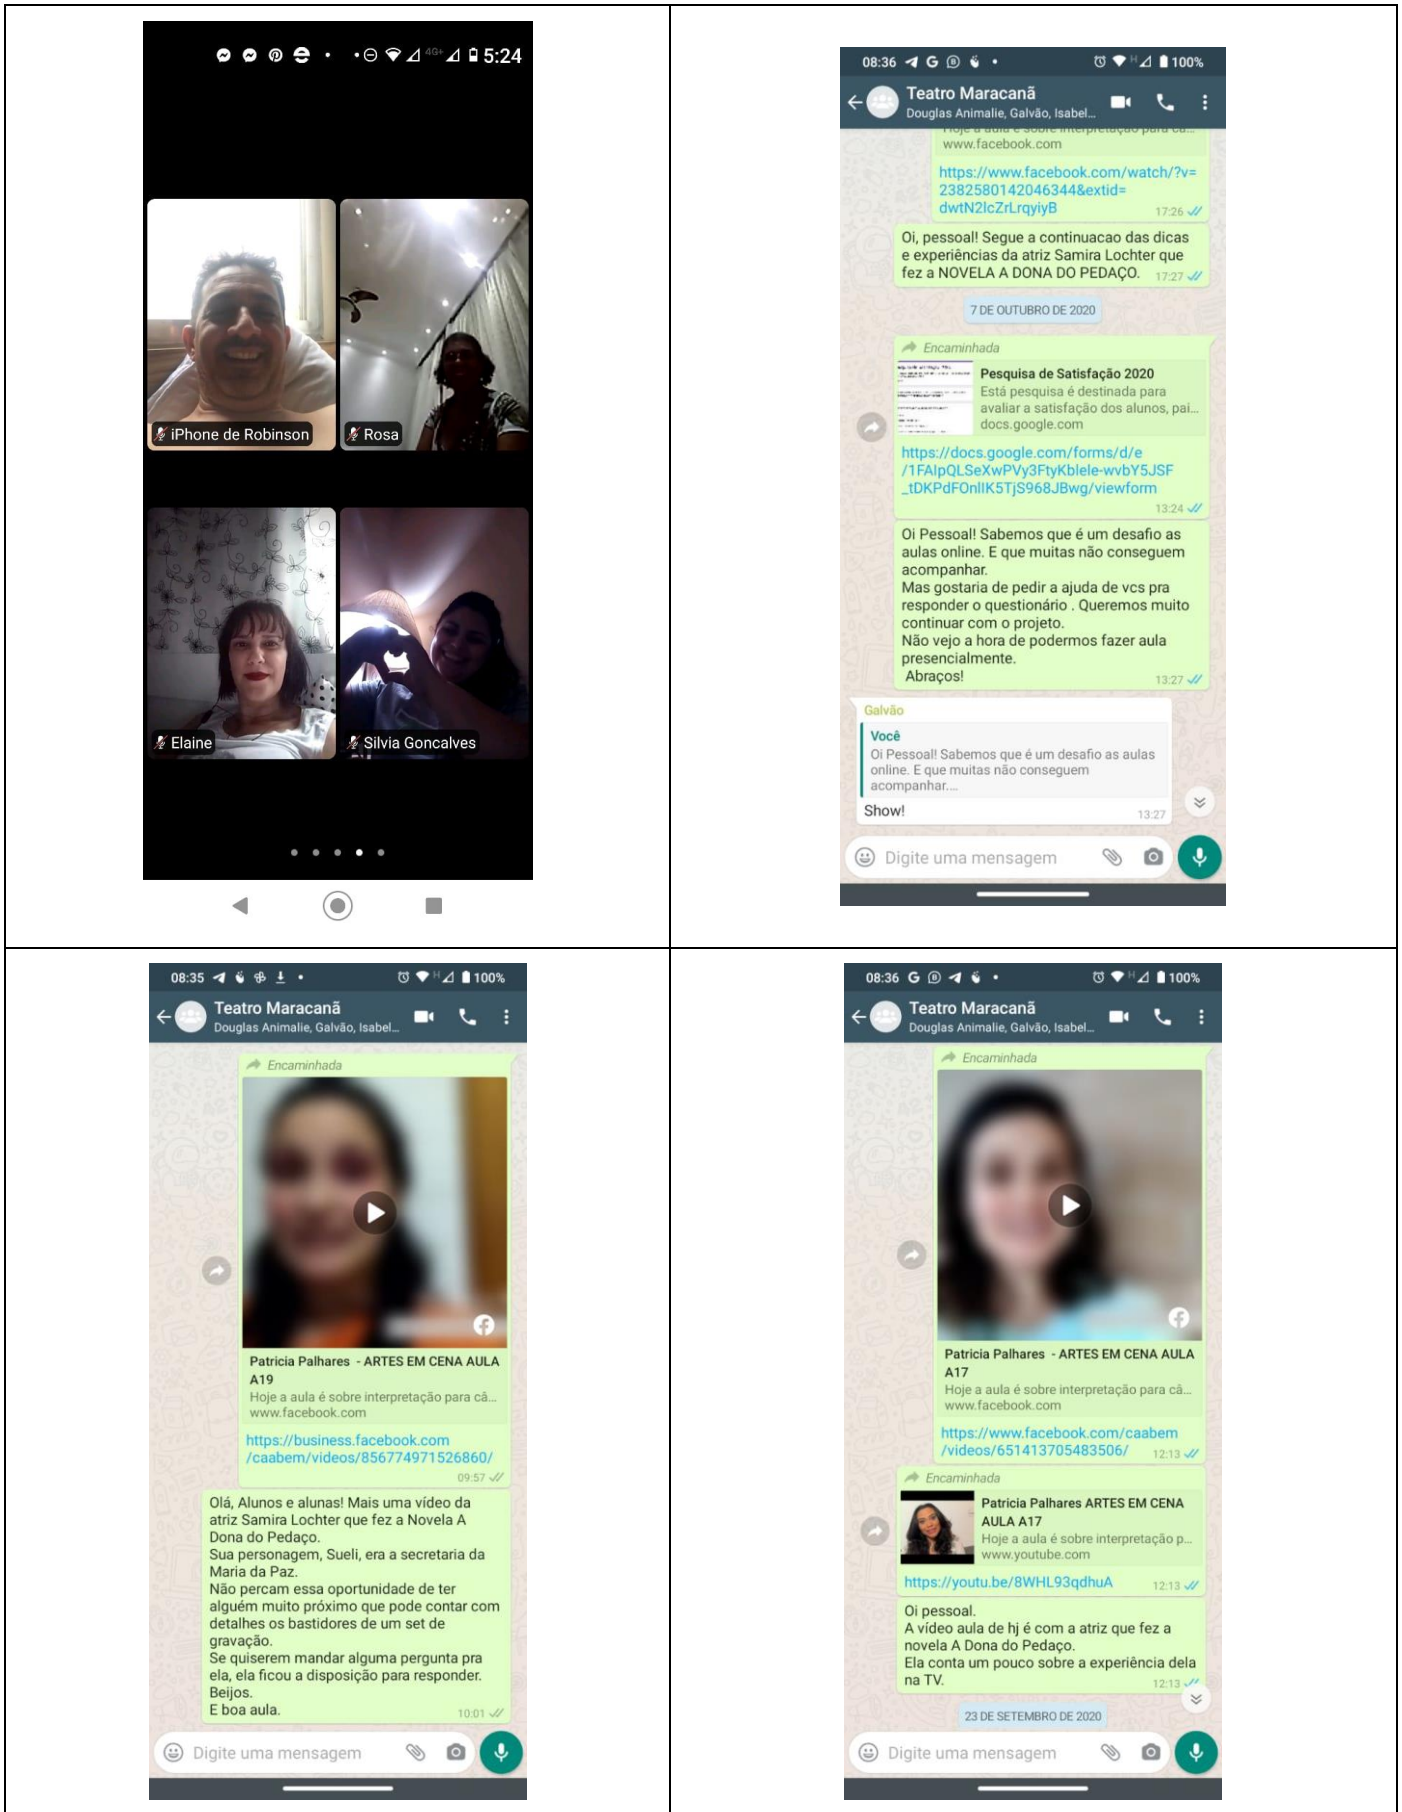 4G+ 5:24
iPhone de Robinson
Rosa
Elaine
Silvia Goncalves
08:36 100%
Teatro Maracanã
Douglas Animalie, Galvão, Isabel...
Hoje a aula é sobre interpretação para câ...
www.facebook.com
https://www.facebook.com/watch/?v=
2382580142046344&extid=
dwtN2lcZrLrqyiyB
17:26
Oi, pessoal! Segue a continuacao das dicas
e experiências da atriz Samira Lochter que
fez a NOVELA A DONA DO PEDAÇO. 17:27
7 DE OUTUBRO DE 2020
Encaminhada
Pesquisa de Satisfação 2020
Está pesquisa é destinada para
avaliar a satisfação dos alunos, pai...
docs.google.com
https://docs.google.com/forms/d/e
/1FAIpQLSeXwPVy3FtyKblele-wvbY5JSF
_tDKPdFOnlIK5TjS968JBwg/viewform
13:24
Oi Pessoal! Sabemos que é um desafio as
aulas online. E que muitas não conseguem
acompanhar.
Mas gostaria de pedir a ajuda de vcs pra
responder o questionário . Queremos muito
continuar com o projeto.
Não vejo a hora de podermos fazer aula
presencialmente.
Abraços! 13:27
Galvão
Você
Oi Pessoal! Sabemos que é um desafio as aulas
online. E que muitas não conseguem
acompanhar....
Show! 13:27
Digite uma mensagem
08:35 H 100%
Teatro Maracanã
Douglas Animalie, Galvão, Isabel...
Encaminhada
Patricia Palhares - ARTES EM CENA AULA
A19
Hoje a aula é sobre interpretação para câ...
www.facebook.com
https://business.facebook.com
/caabem/videos/856774971526860/
09:57
Olá, Alunos e alunas! Mais uma vídeo da
atriz Samira Lochter que fez a Novela A
Dona do Pedaço.
Sua personagem, Sueli, era a secretaria da
Maria da Paz.
Não percam essa oportunidade de ter
alguém muito próximo que pode contar com
detalhes os bastidores de um set de
gravação.
Se quiserem mandar alguma pergunta pra
ela, ela ficou a disposição para responder.
Beijos.
E boa aula. 10:01
Digite uma mensagem
08:36 H 100%
Teatro Maracanã
Douglas Animalie, Galvão, Isabel...
Encaminhada
Patricia Palhares - ARTES EM CENA AULA
A17
Hoje a aula é sobre interpretação para câ...
www.facebook.com
https://www.facebook.com/caabem
/videos/651413705483506/ 12:13
Encaminhada
Patricia Palhares ARTES EM CENA
AULA A17
Hoje a aula é sobre interpretação p...
www.youtube.com
https://youtu.be/8WHL93qdhuA 12:13
Oi pessoal.
A vídeo aula de hj é com a atriz que fez a
novela A Dona do Pedaço.
Ela conta um pouco sobre a experiência dela
na TV. 12:13
23 DE SETEMBRO DE 2020
Digite uma mensagem